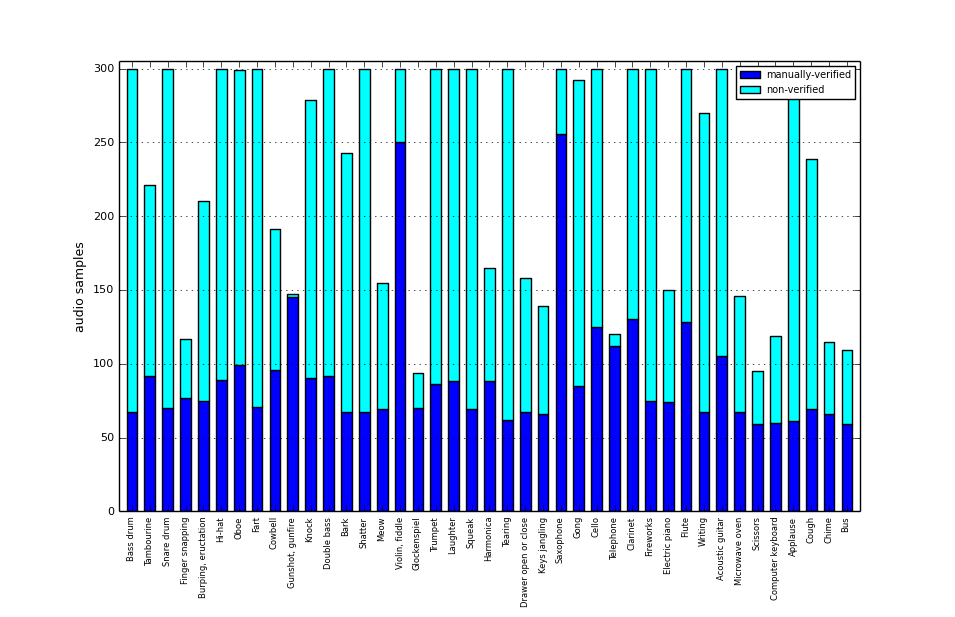 300
250
200
150
100
50
0
audio samples
manually-verified
non-verified
Bass drum
Tambourine
Snare drum
Finger snapping
Burping, eructation
Hi-hat
Oboe
Fart
Cowbell
Gunshot, gunfire
Knock
Double bass
Bark
Shatter
Meow
Violin, fiddle
Glockenspiel
Trumpet
Laughter
Squeak
Harmonica
Tearing
Drawer open or close
Keys jangling
Saxophone
Gong
Cello
Telephone
Clarinet
Fireworks
Electric piano
Flute
Writing
Acoustic guitar
Microwave oven
Scissors
Computer keyboard
Applause
Cough
Chime
Bus